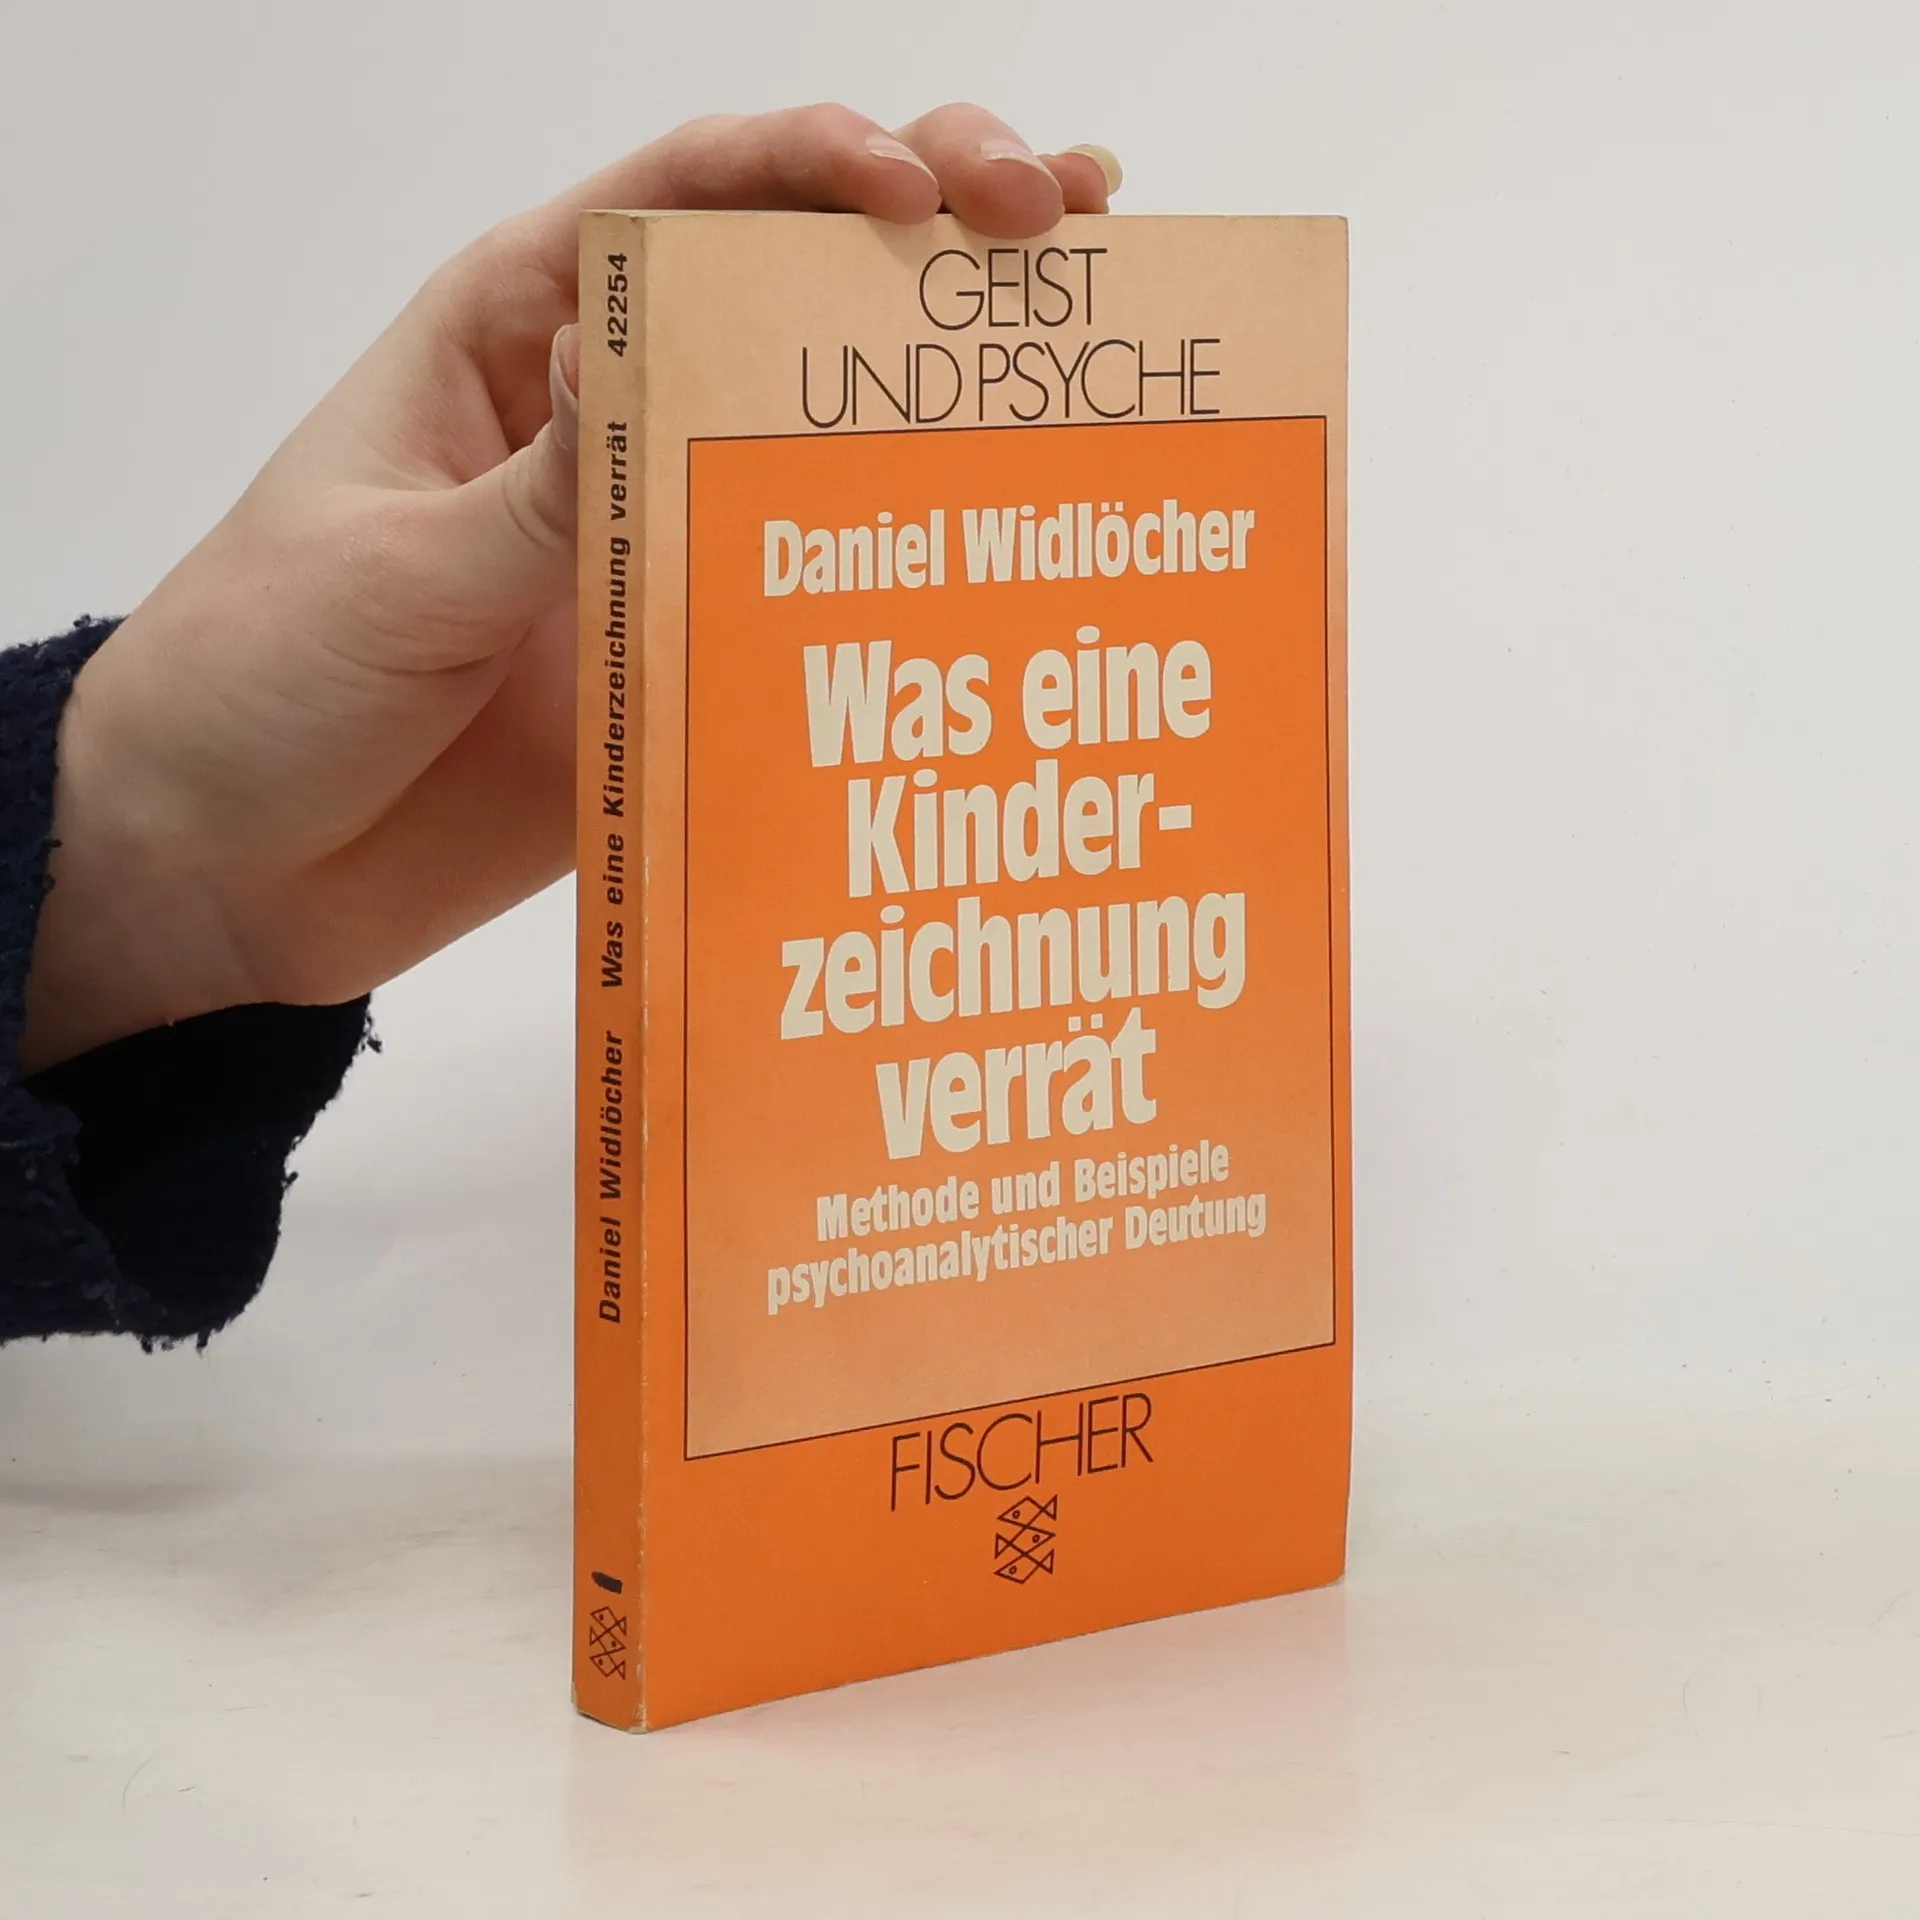 GEIST
UND PSYCHE
Daniel Widlöcher
Was eine
Kinder-
zeichnung
verrät
Methode und Beispiele
psychoanalytischer Deutung
FISCHER
Daniel Widlöcher Was eine Kinderzeichnung verrät 42254